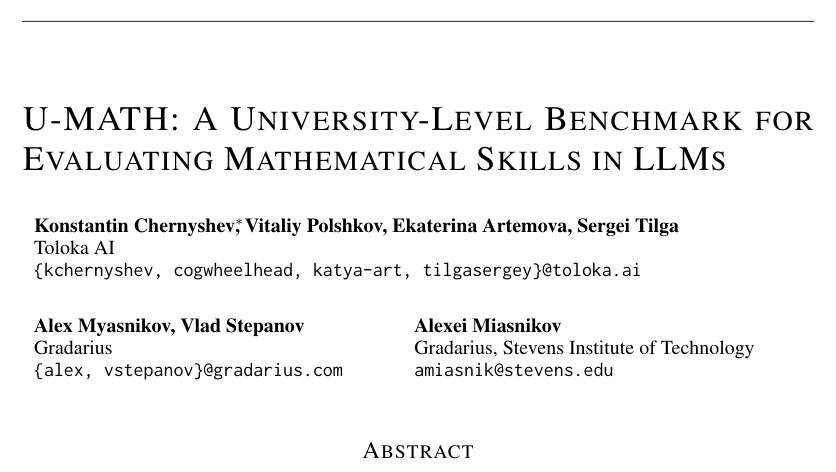 U-MATH: A University-Level Benchmark for
Evaluating Mathematical Skills in LLMs
Konstantin Chernyshev*, Vitaliy Polshkov, Ekaterina Artemova, Sergei Tilga
Toloka AI
{kchernyshev, cogwheelhead, katya-art, tilgasergey}@toloka.ai
Alex Myasnikov, Vlad Stepanov
Gradarius
{alex, vstepanov}@gradarius.com
Alexei Miasnikov
Gradarius, Stevens Institute of Technology
amiasnik@stevens.edu
Abstract